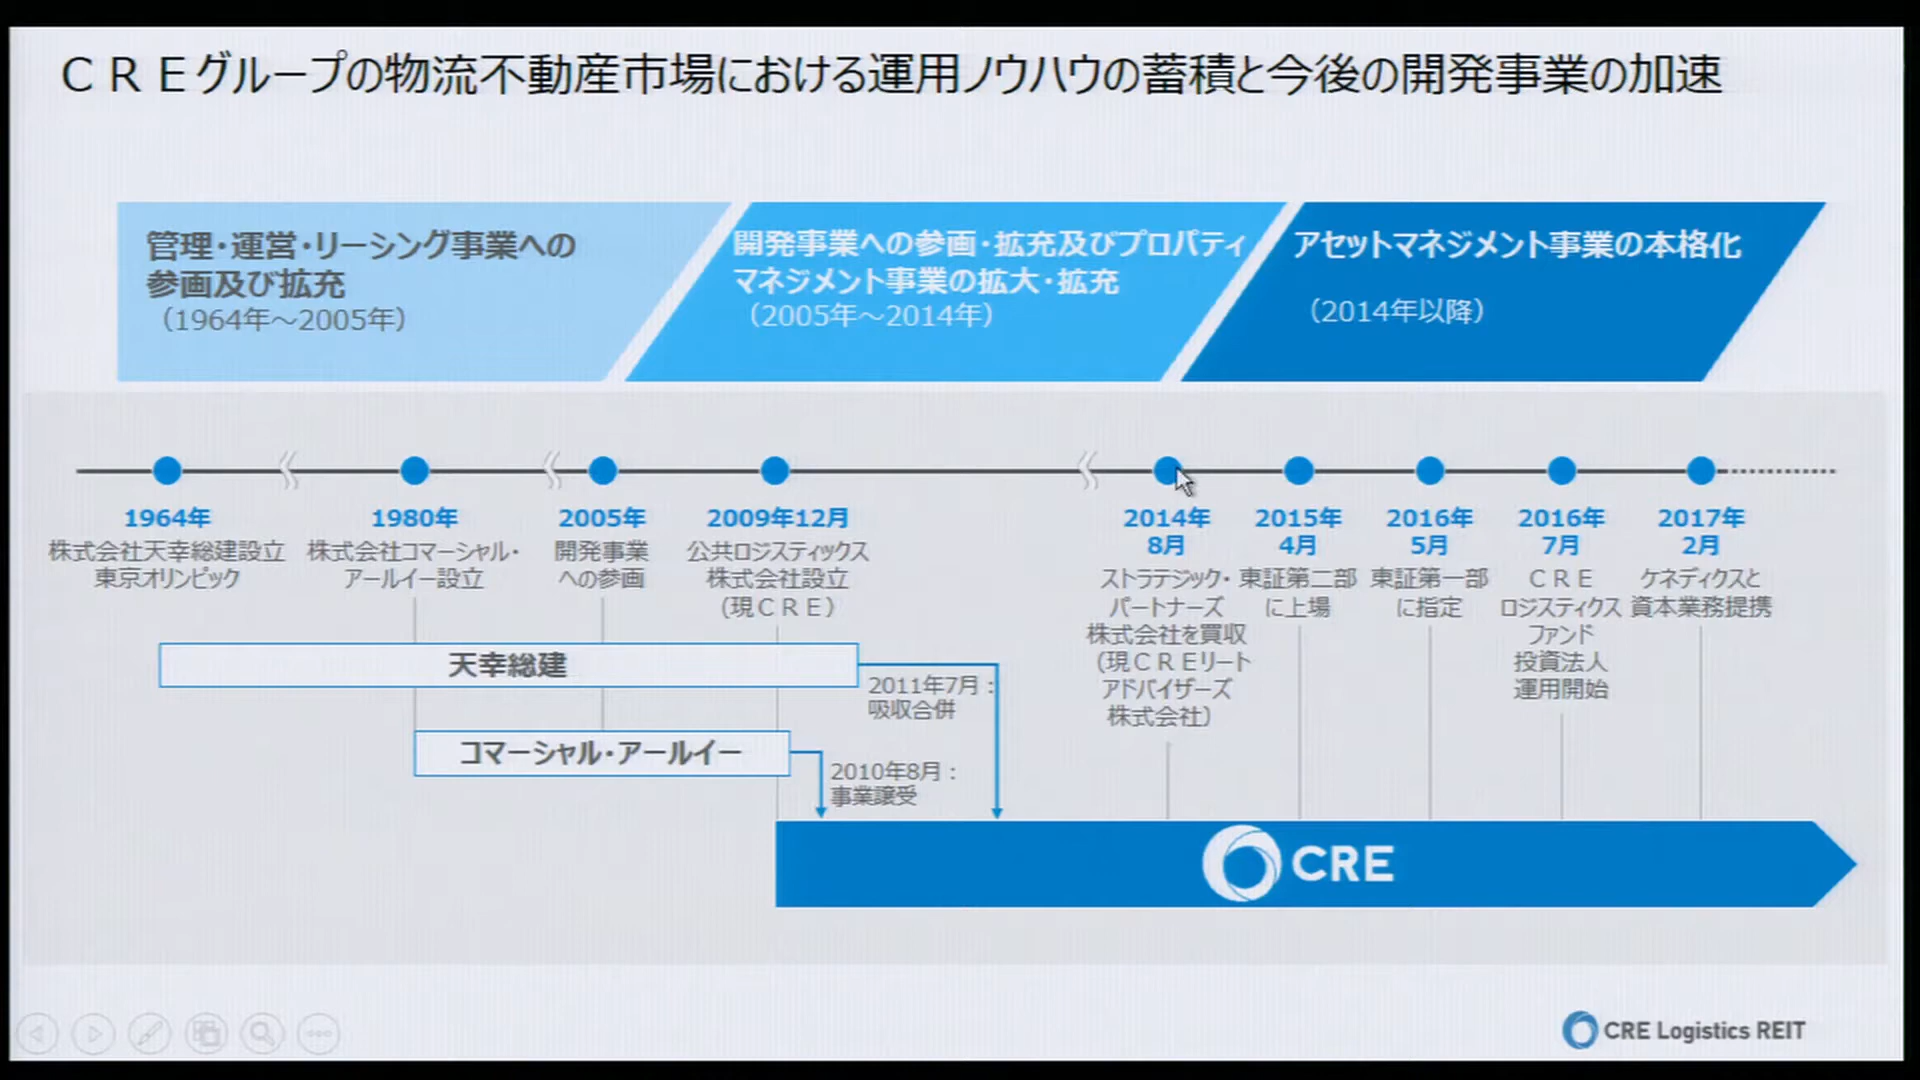 ＣＲＥグループの物流不動産市場における運用ノウハウの蓄積と今後の開発事業の加速
管理・運営・リーシング事業への
参画及び拡充
（1964年～2005年）
開発事業への参画・拡充及びプロパティ
マネジメント事業の拡大・拡充
（2005年～2014年）
アセットマネジメント事業の本格化
（2014年以降）
1964年
株式会社天幸総建設立
東京オリンピック
1980年
株式会社コマーシャル・
アールイー設立
2005年
開発事業
への参画
2009年12月
公共ロジスティックス
株式会社設立
（現ＣＲＥ）
2014年
8月
ストラテジック・
パートナーズ
株式会社を買収
（現ＣＲＥリート
アドバイザーズ
株式会社）
2015年
4月
東証第二部
に上場
2016年
5月
東証第一部
に指定
2016年
7月
ＣＲＥ
ロジスティクス
ファンド
投資法人
運用開始
2017年
2月
ケネディクスと
資本業務提携
天幸総建
2011年7月：
吸収合併
コマーシャル・アールイー
2010年8月：
事業譲受
CRE
CRE Logistics REIT